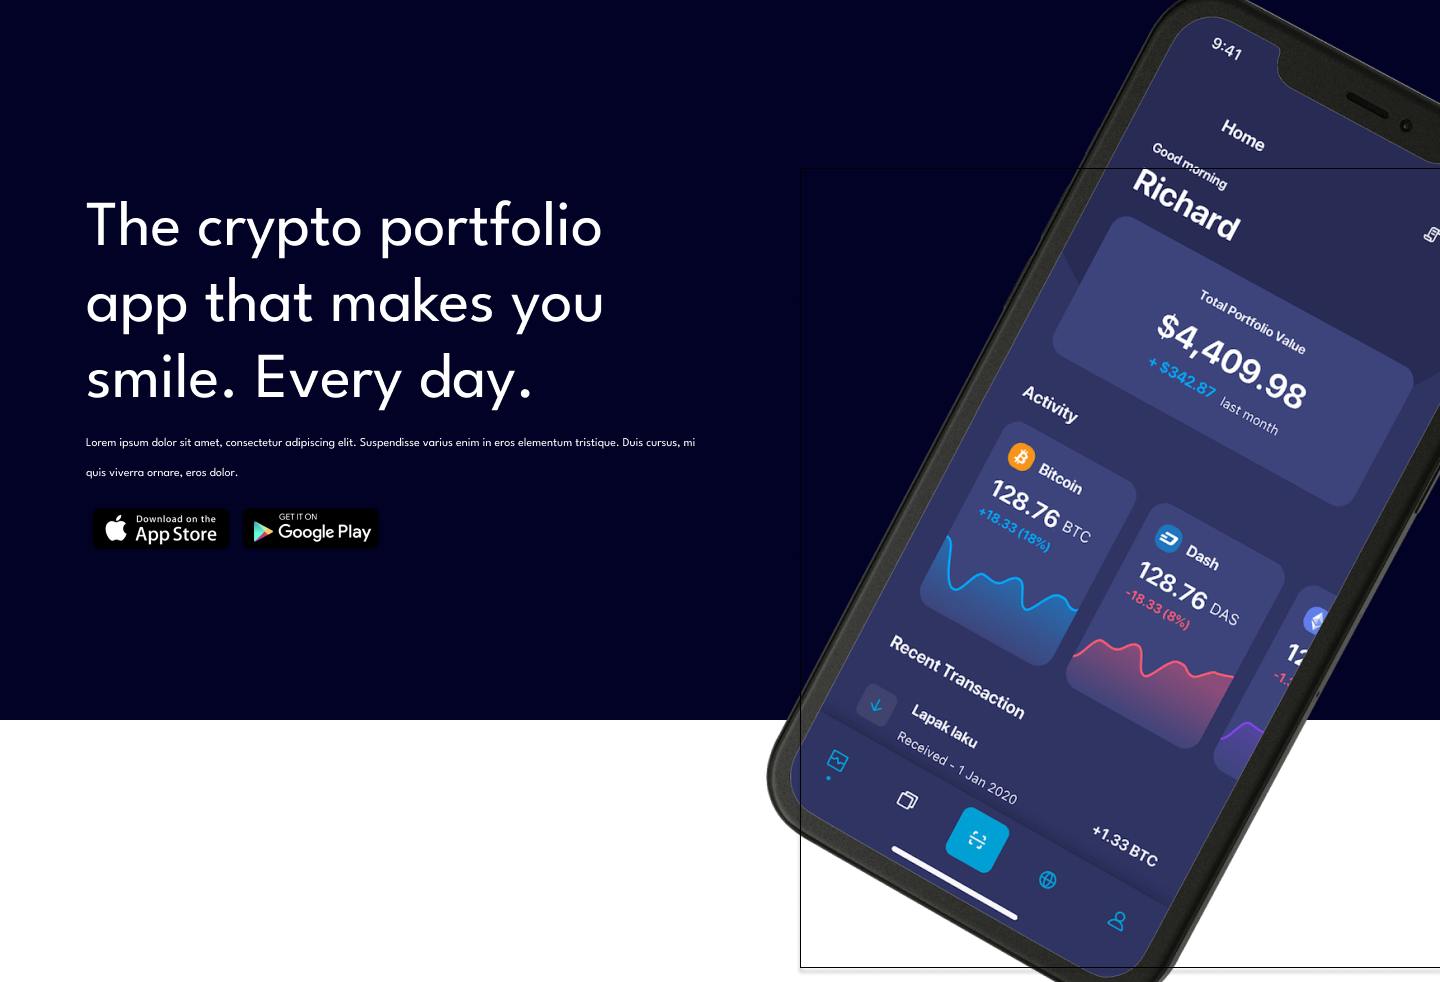 The crypto portfolio
app that makes you
smile. Every day.
Lorem ipsum dolor sit amet, consectetur adipiscing elit. Suspendisse varius enim in eros elementum tristique. Duis cursus, mi
quis viverra ornare, eros dolor.
Download on the
App Store
GET IT ON
Google Play
9:41
Home
Good morning
Richard
Total Portfolio Value
$4,409.98
+ $342.87 last month
Activity
Bitcoin
128.76 BTC
+18.33 (18%)
Dash
128.76 DAS
-18.33 (8%)
12
-1.
Recent Transaction
Lapak laku
Received - 1 Jan 2020
+1.33 BTC